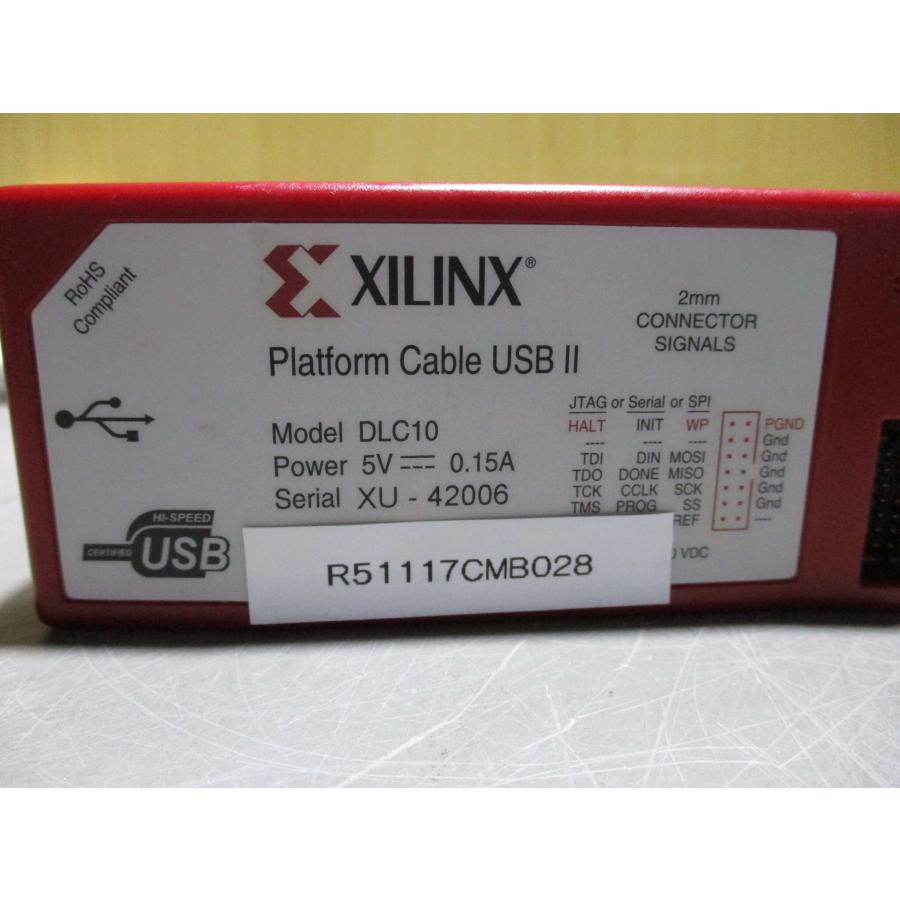 RoHS
Compliant
XILINX®
Platform Cable USB II
Model DLC10
Power 5V 0.15A
Serial XU - 42006
HI-SPEED
CERTIFIED
USB
2mm
CONNECTOR
SIGNALS
JTAG or Serial or SPI
HALT INIT WP PGND
---- ---- ---- Gnd
TDI DIN MOSI Gnd
TDO DONE MISO Gnd
TCK CCLK SCK Gnd
TMS PROG SS Gnd
REF ----
VDC
R51117CMB028